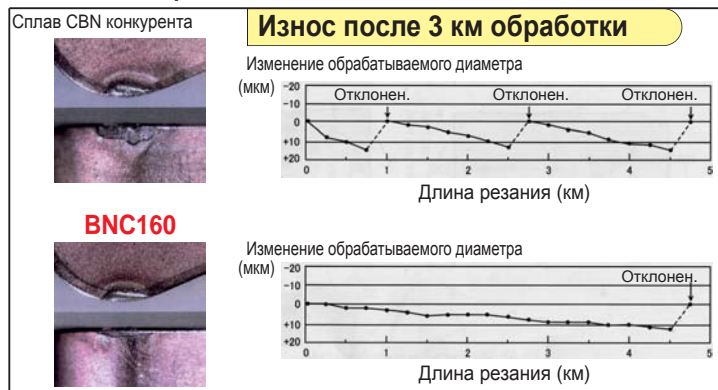 Сплав CBN конкурента
Износ после 3 км обработки
Изменение обрабатываемого диаметра
(мкм)
-20
-10
Отклонен. Отклонен. Отклонен.
0
+10
+20
0 1 2 3 4 5
Длина резания (км)
BNC160
Изменение обрабатываемого диаметра
(мкм)
-20
-10
Отклонен.
0
+10
+20
0 1 2 3 4 5
Длина резания (км)